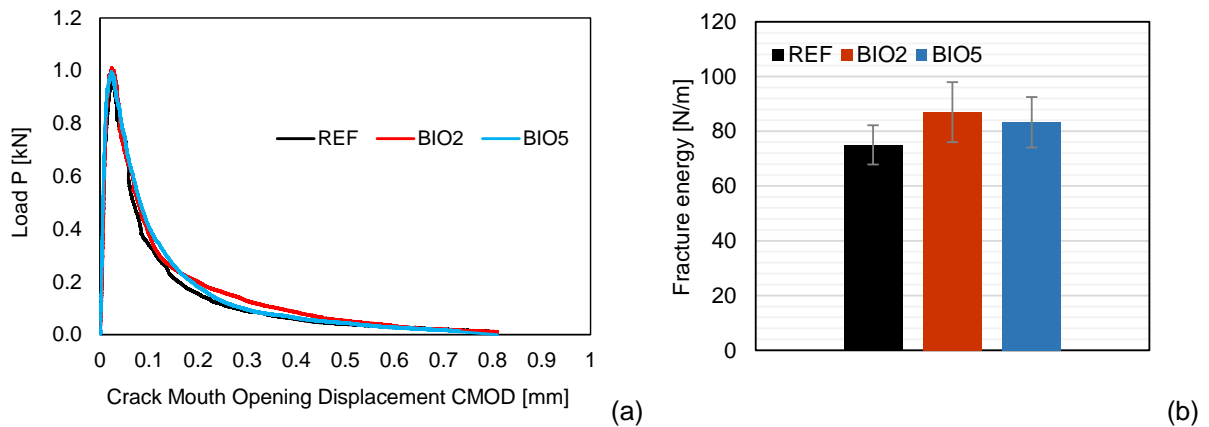 1.2
1.0
0.8
0.6
0.4
0.2
0.0
Load P [kN]
REF BIO2 BIO5
0 0.1 0.2 0.3 0.4 0.5 0.6 0.7 0.8 0.9 1
Crack Mouth Opening Displacement CMOD [mm]
(a)
120
100
80
60
40
20
0
Fracture energy [N/m]
REF BIO2 BIO5
(b)